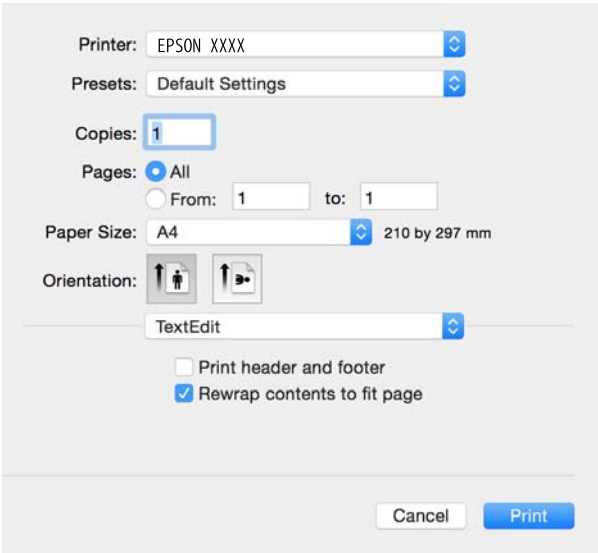 Printer: EPSON XXXX
Presets: Default Settings
Copies: 1
Pages: All
From: 1 to: 1
Paper Size: A4 210 by 297 mm
Orientation:
TextEdit
Print header and footer
Rewrap contents to fit page
Cancel Print